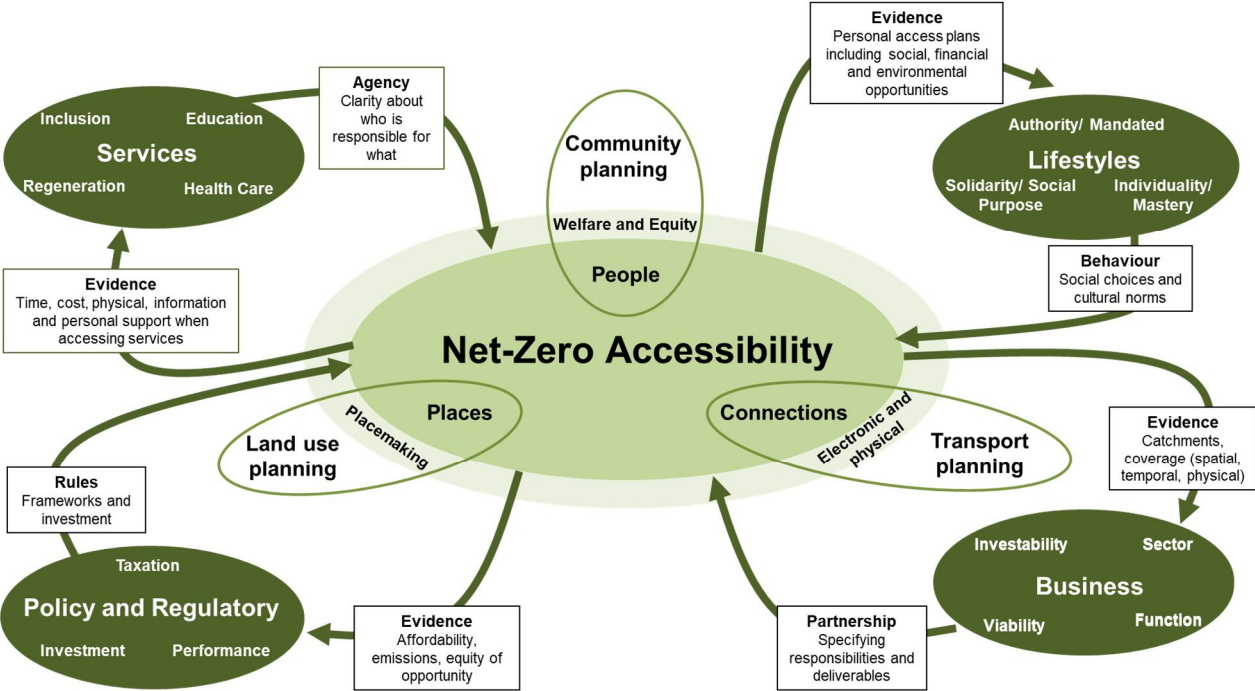 Evidence
Personal access plans
including social, financial
and environmental
opportunities
Agency
Clarity about
who is
responsible for
what
Inclusion
Education
Services
Regeneration
Health Care
Community
planning
Welfare and Equity
People
Authority/ Mandated
Lifestyles
Solidarity/ Social
Purpose
Individuality/
Mastery
Evidence
Time, cost, physical, information
and personal support when
accessing services
Behaviour
Social choices and
cultural norms
Net-Zero Accessibility
Places
Placemaking
Land use
planning
Connections
Electronic and
physical
Transport
planning
Evidence
Catchments,
coverage (spatial,
temporal, physical)
Rules
Frameworks and
investment
Taxation
Policy and Regulatory
Investment
Performance
Evidence
Affordability,
emissions, equity of
opportunity
Partnership
Specifying
responsibilities and
deliverables
Investability
Sector
Business
Viability
Function